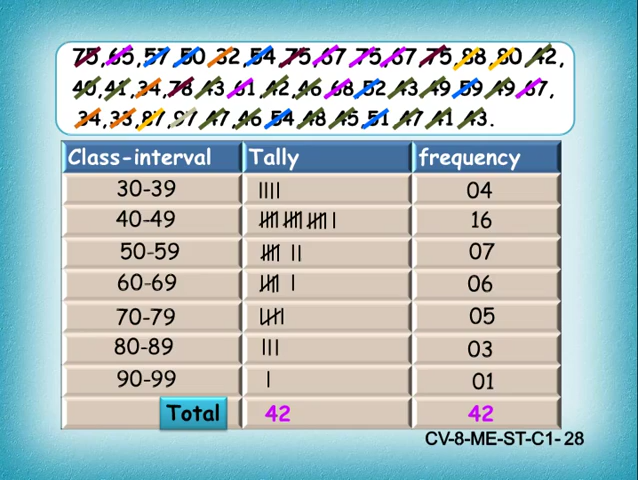 75,65,57,50,32,54,75,67,75,67,75,88,80,42,
40,41,34,78,43,61,42,46,68,52,43,49,59,49,67,
34,33,87,97,47,46,54,48,45,51,47,41,43.
Class-interval Tally frequency
30-39 |||| 04
40-49 |||| |||| |||| | 16
50-59 |||| || 07
60-69 |||| | 06
70-79 |||| 05
80-89 ||| 03
90-99 | 01
Total 42 42
CV-8-ME-ST-C1- 28